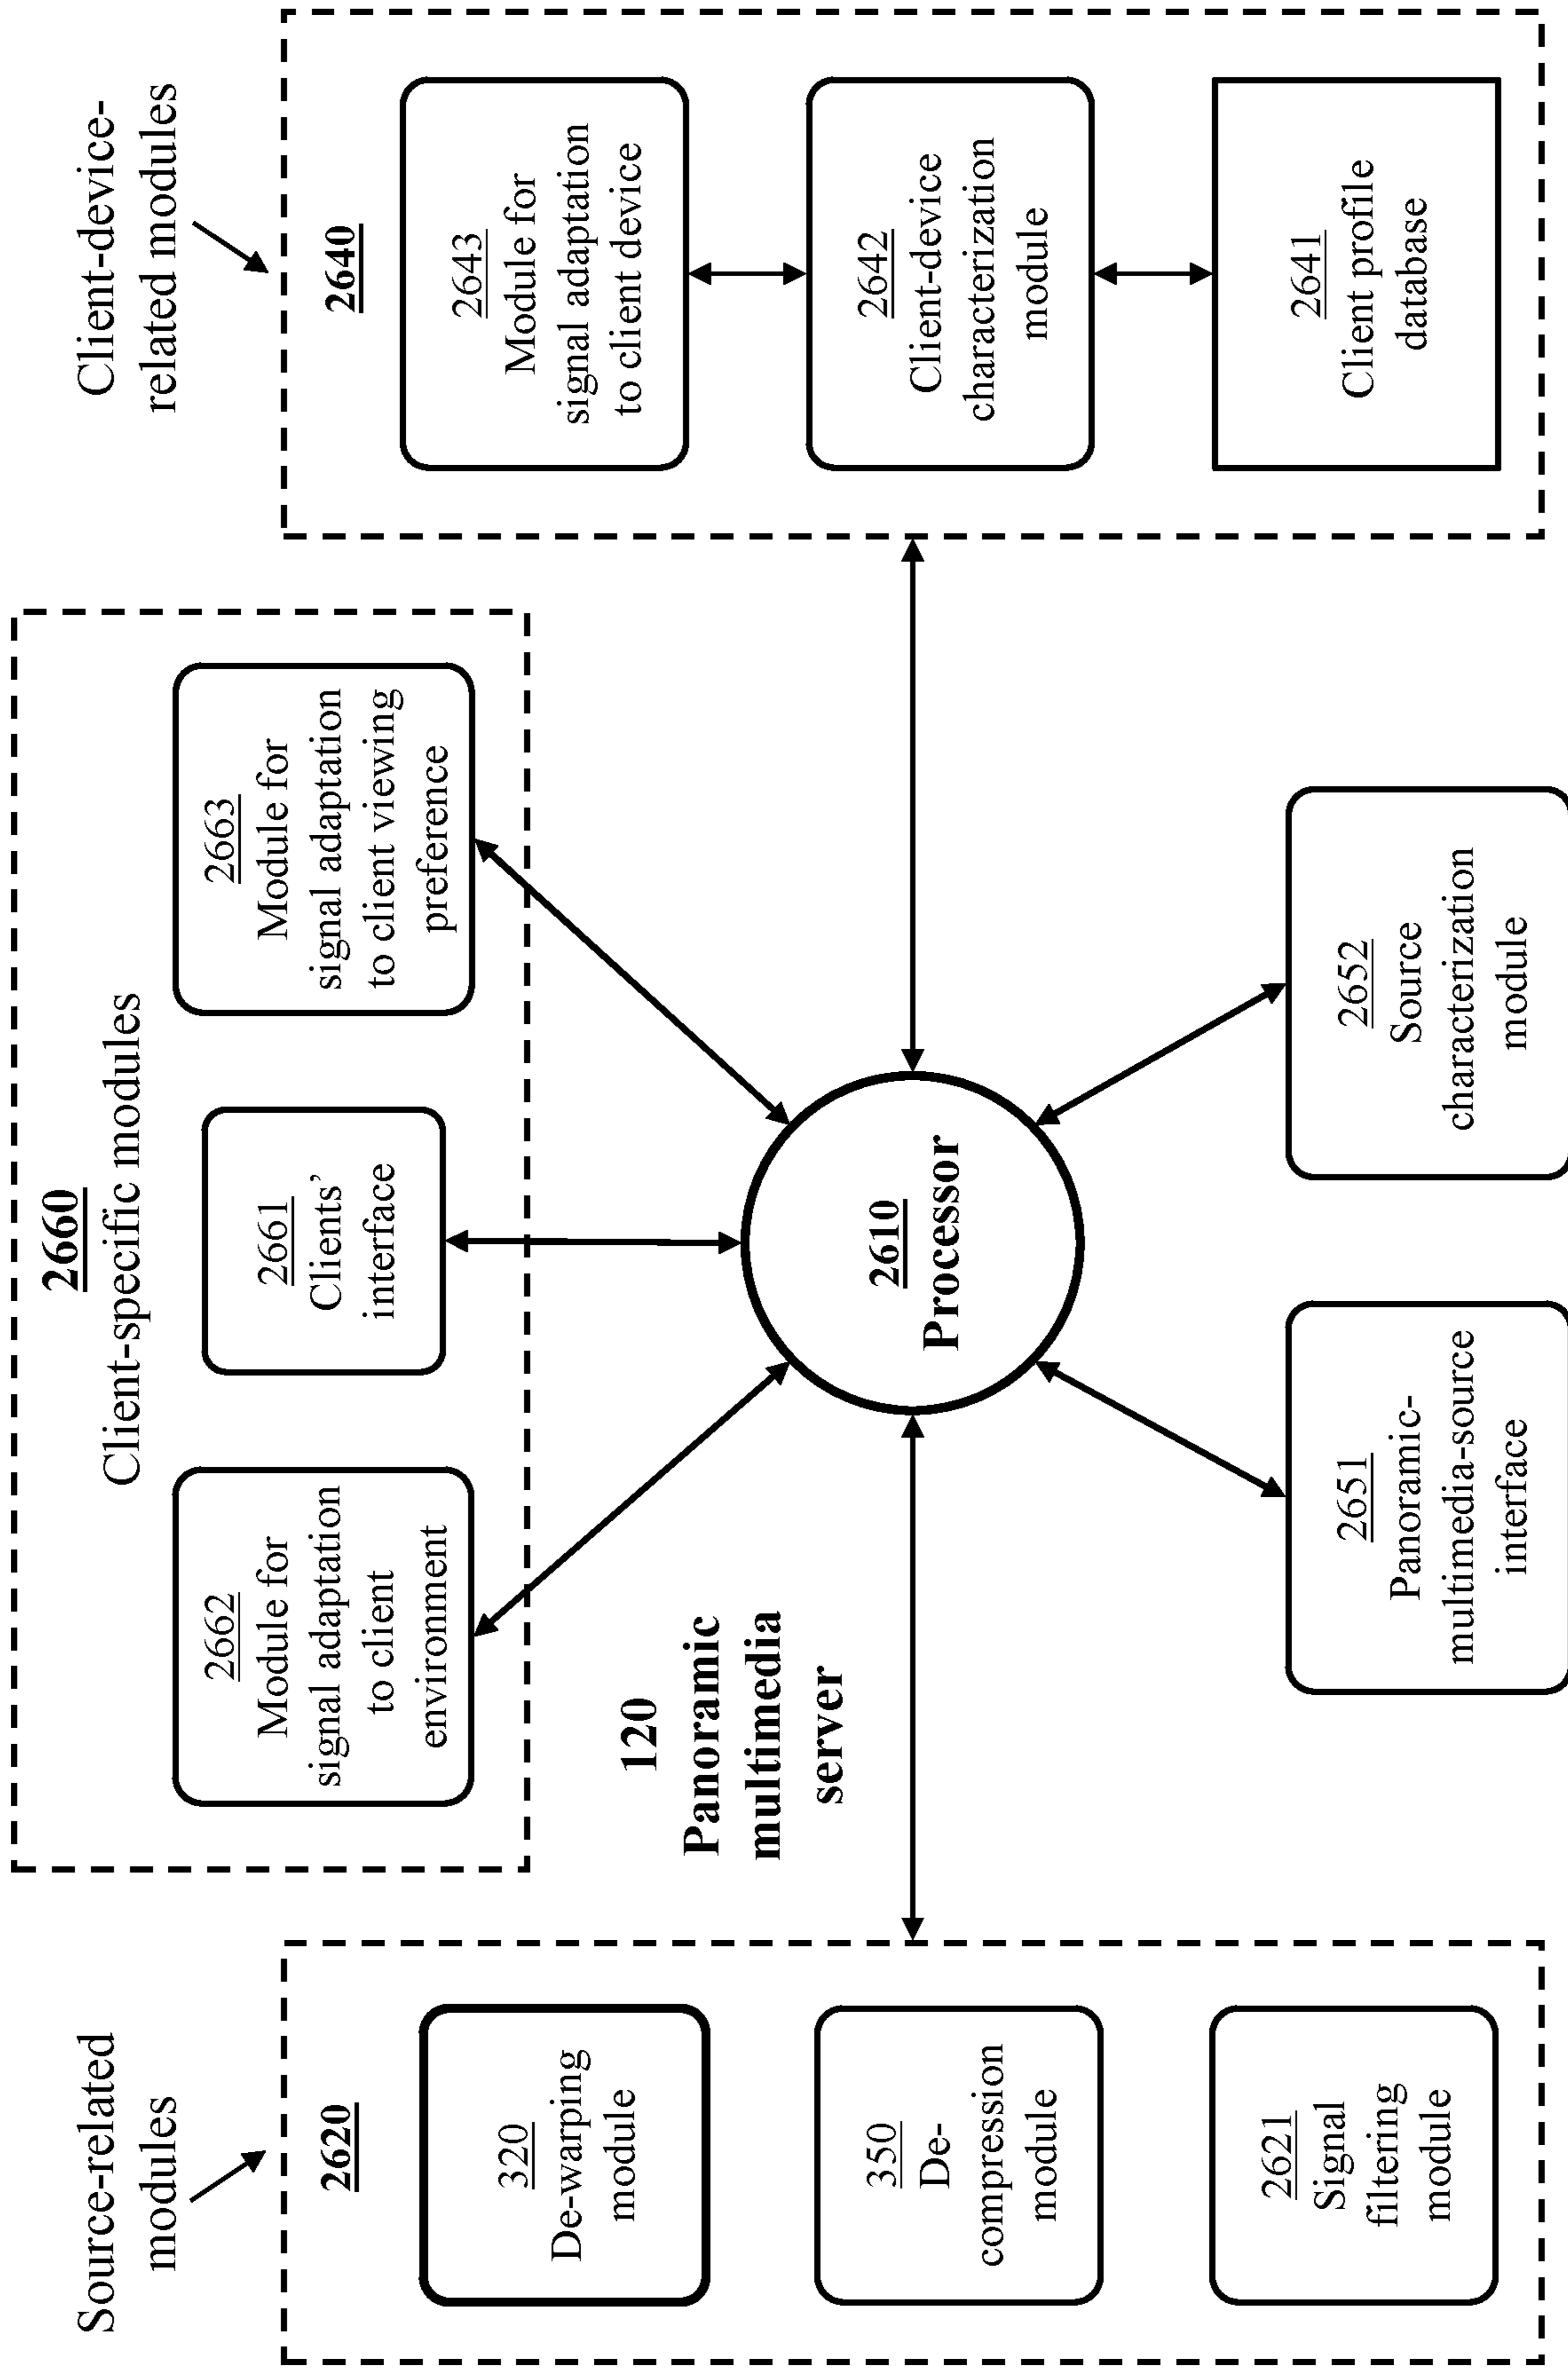 Source-related
modules
2620
320
De-warping
module
350
De-
compression
module
2621
Signal
filtering
module
2660
Client-specific modules
2662
Module for
signal adaptation
to client
environment
2661
Clients’
interface
2663
Module for
signal adaptation
to client viewing
preference
120
Panoramic
multimedia
server
2610
Processor
2651
Panoramic-
multimedia-source
interface
2652
Source
characterization
module
Client-device-
related modules
2640
2643
Module for
signal adaptation
to client device
2642
Client-device
characterization
module
2641
Client profile
database